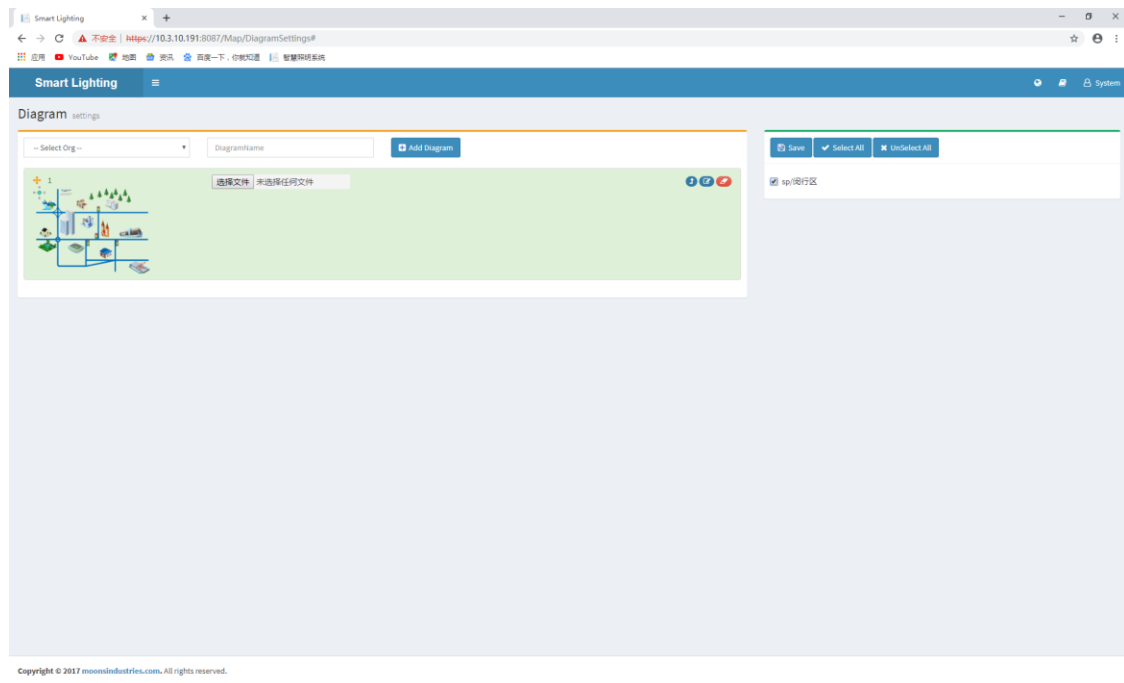 Smart Lighting
不安全 | https://10.3.10.191:8087/Map/DiagramSettings#
应用 YouTube 地图 资讯 百度一下，你就知道 智慧照明系统
Smart Lighting System
Diagram settings
-- Select Org -- DiagramName Add Diagram
Save Select All UnSelect All
1 选择文件 未选择任何文件
sp/闵行区
Copyright © 2017 moonsindustries.com. All rights reserved.